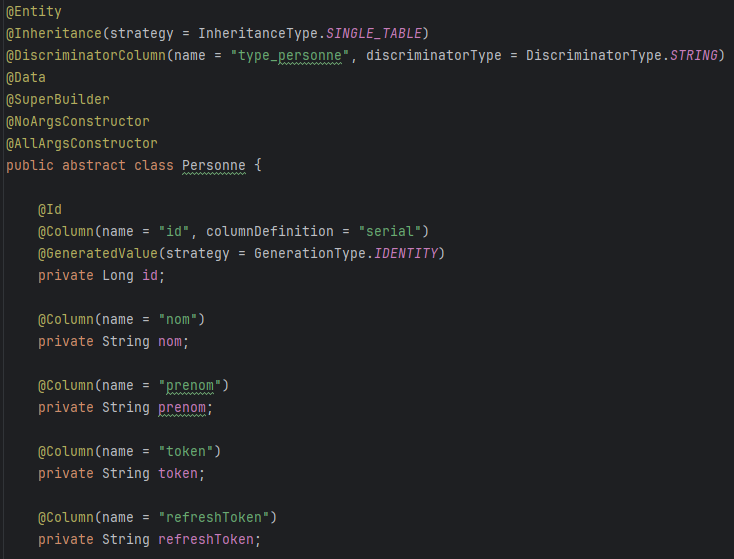 @Entity
@Inheritance(strategy = InheritanceType.SINGLE_TABLE)
@DiscriminatorColumn(name = "type_personne", discriminatorType = DiscriminatorType.STRING)
@Data
@SuperBuilder
@NoArgsConstructor
@AllArgsConstructor
public abstract class Personne {
@Id
@Column(name = "id", columnDefinition = "serial")
@GeneratedValue(strategy = GenerationType.IDENTITY)
private Long id;
@Column(name = "nom")
private String nom;
@Column(name = "prenom")
private String prenom;
@Column(name = "token")
private String token;
@Column(name = "refreshToken")
private String refreshToken;